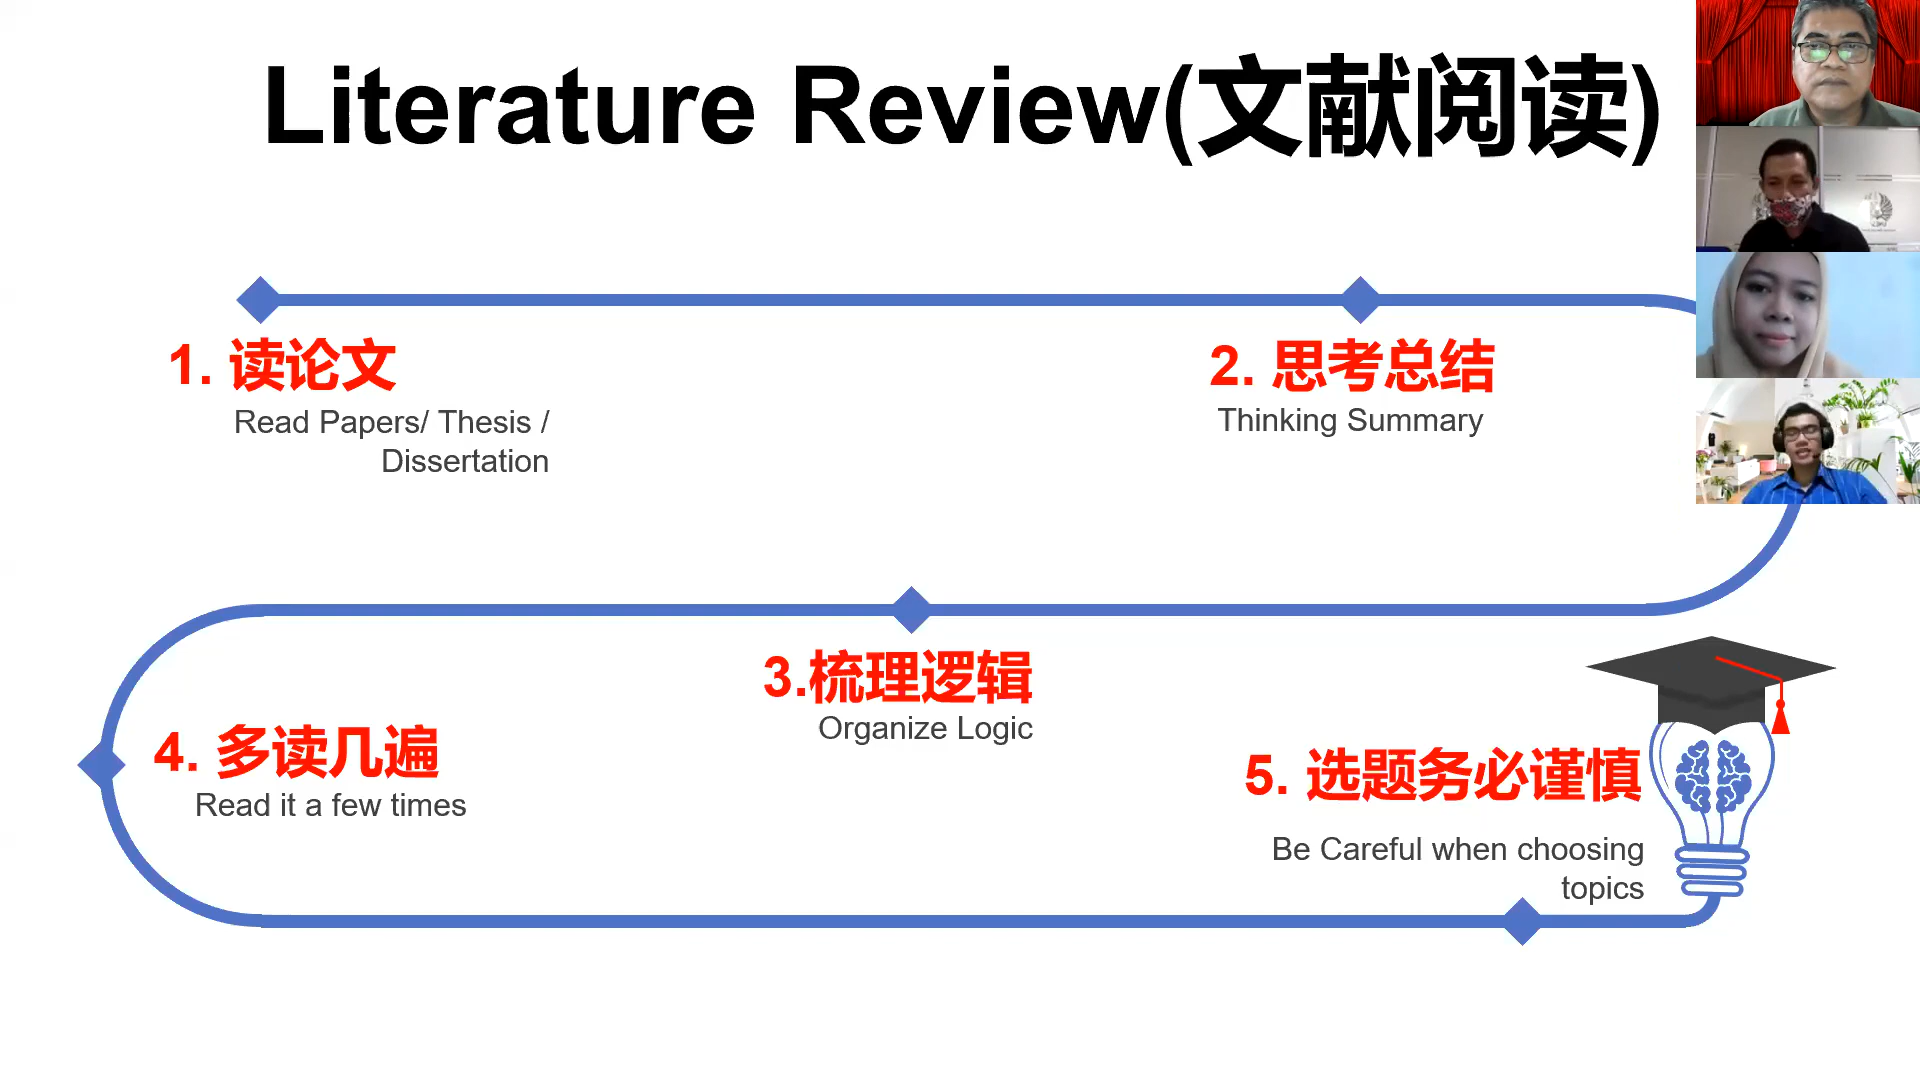 Literature Review(文献阅读)
1. 读论文
Read Papers/ Thesis /
Dissertation
2. 思考总结
Thinking Summary
3.梳理逻辑
Organize Logic
4. 多读几遍
Read it a few times
5. 选题务必谨慎
Be Careful when choosing
topics